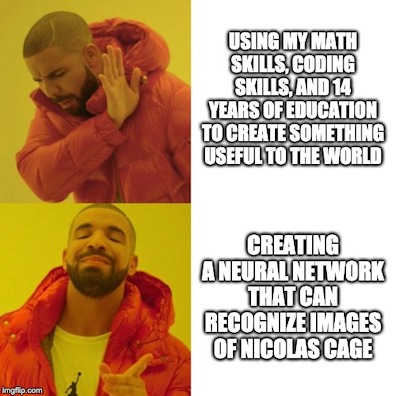 USING MY MATH
SKILLS, CODING
SKILLS, AND 14
YEARS OF EDUCATION
TO CREATE SOMETHING
USEFUL TO THE WORLD
CREATING
A NEURAL NETWORK
THAT CAN
RECOGNIZE IMAGES
OF NICOLAS CAGE
imgflip.com